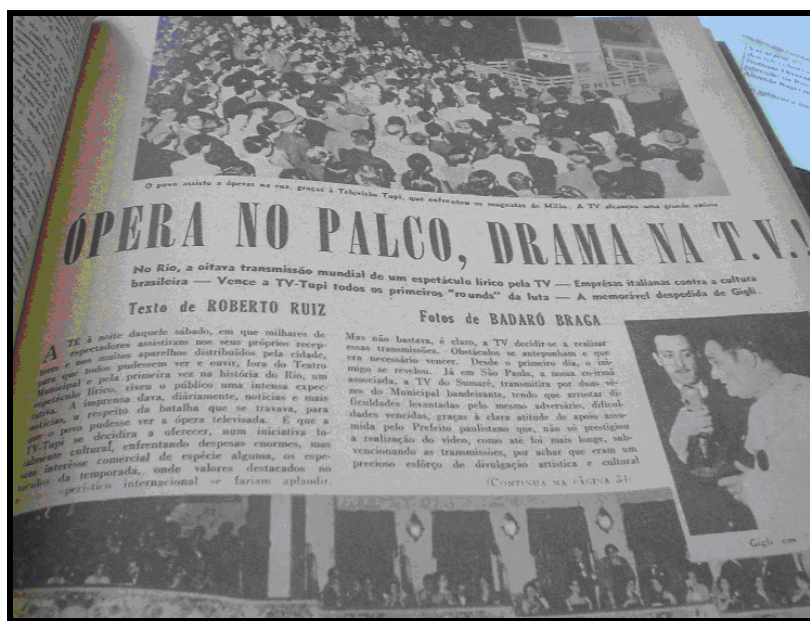 PHIL
O povo assiste a óperas na rua, graças à Televisão Tupi, que enfrentou os magnatas de Milão. A TV alcançou uma grande vitória
ÓPERA NO PALCO, DRAMA NA T.V.!
No Rio, a oitava transmissão mundial de um espetáculo lírico pela TV — Emprêsas italianas contra a cultura
brasileira — Vence a TV-Tupi todos os primeiros "rounds" da luta — A memorável despedida de Gigli.
Texto de ROBERTO RUIZ
Fotos de BADARÓ BRAGA
ATÉ à noite daquele sábado, em que milhares de
espectadores assistiram nos seus próprios recep-
tores e nos muitos aparelhos distribuídos pela cidade,
para que todos pudessem ver e ouvir, fora do Teatro
Municipal e pela primeira vez na história do Rio, um
espetáculo lírico, viveu o público uma intensa expec-
tativa. A imprensa dava, diàriamente, notícias e mais
notícias, a respeito da batalha que se travava, para
que o povo pudesse ver a ópera televisada. É que a
TV-Tupi se decidira a oferecer, num iniciativa to-
talmente cultural, enfrentando despesas enormes, mas
sem interêsse comercial de espécie alguma, os espe-
táculos da temporada, onde valores destacados no
operí-tico internacional se faziam aplaudir.
Mas não bastava, é claro, a TV decidir-se a realizar
essas transmissões. Obstáculos se antepunham e que
era necessário vencer. Desde o primeiro dia, o ini-
migo se revelou. Já em São Paulo, a nossa co-irmã
associada, a TV do Sumaré, transmitira por duas vê-
zes do Municipal bandeirante, tendo que arrostar di-
ficuldades levantadas pelo mesmo adversário, dificul-
dades vencidas, graças à clara atitude de apoio assu-
mida pelo Prefeito paulistano que, não só prestigiou
a realização do vídeo, como até foi mais longe, sub-
vencionando as transmissões, por achar que eram um
precioso esfôrço de divulgação artística e cultural
(CONTINUA NA PÁGINA 54)
Gigli em